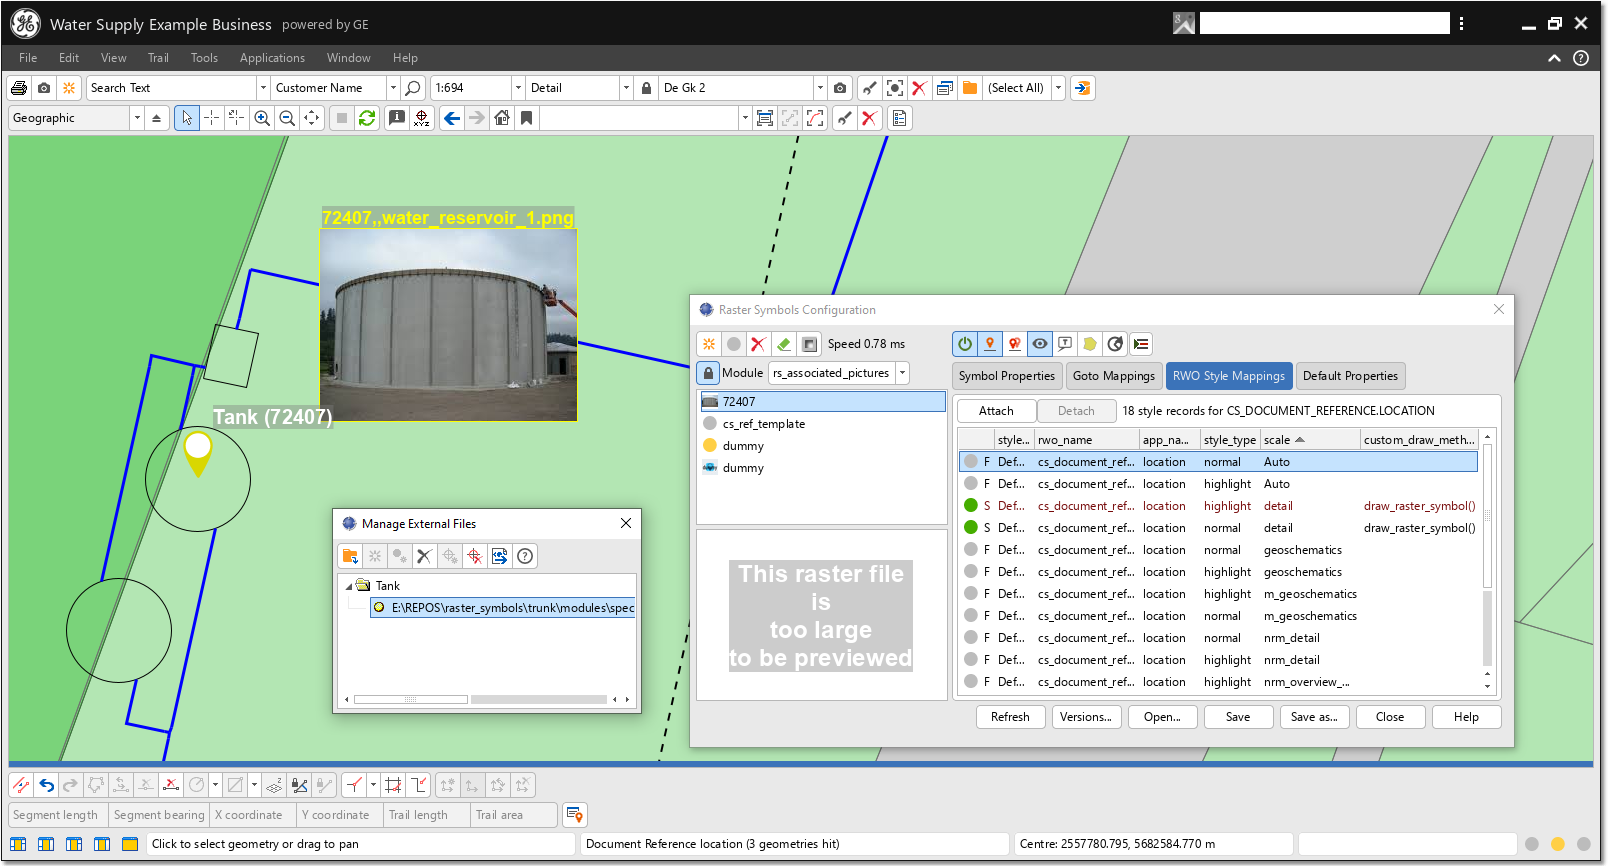 Water Supply Example Business powered by GE
File Edit View Trail Tools Applications Window Help
Search Text Customer Name 1:694 Detail De Gk 2 (Select All)
Geographic
72407,,water_reservoir_1.png
Tank (72407)
Raster Symbols Configuration
Speed 0.78 ms
Module rs_associated_pictures
72407
cs_ref_template
dummy
dummy
This raster file
is
too large
to be previewed
Symbol Properties Goto Mappings RWO Style Mappings Default Properties
Attach Detach 18 style records for CS_DOCUMENT_REFERENCE.LOCATION
style... rwo_name app_na... style_type scale custom_draw_meth...
F Def... cs_document_ref... location normal Auto
F Def... cs_document_ref... location highlight Auto
S Def... cs_document_ref... location highlight detail draw_raster_symbol()
S Def... cs_document_ref... location normal detail draw_raster_symbol()
F Def... cs_document_ref... location normal geoschematics
F Def... cs_document_ref... location highlight geoschematics
F Def... cs_document_ref... location highlight m_geoschematics
F Def... cs_document_ref... location normal m_geoschematics
F Def... cs_document_ref... location normal nrm_detail
F Def... cs_document_ref... location highlight nrm_detail
F Def... cs_document_ref... location highlight nrm_overview_...
Refresh Versions... Open... Save Save as... Close Help
Manage External Files
Tank
E:\REPOS\raster_symbols\trunk\modules\spec
Segment length Segment bearing X coordinate Y coordinate Trail length Trail area
Click to select geometry or drag to pan Document Reference location (3 geometries hit) Centre: 2557780.795, 5682584.770 m